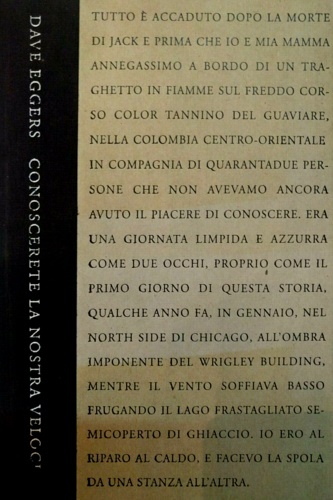 DAVE EGGERS CONOSCERETE LA NOSTRA
TUTTO È ACCADUTO DOPO LA MORTE
DI JACK E PRIMA CHE IO E MIA MAMMA
ANNEGASSIMO A BORDO DI UN TRA-
GHETTO IN FIAMME SUL FREDDO COR-
SO COLOR TANNINO DEL GUAVIARE,
NELLA COLOMBIA CENTRO-ORIENTALE
IN COMPAGNIA DI QUARANTADUE PER-
SONE CHE NON AVEVAMO ANCORA
AVUTO IL PIACERE DI CONOSCERE. ERA
UNA GIORNATA LIMPIDA E AZZURRA
COME DUE OCCHI, PROPRIO COME IL
PRIMO GIORNO DI QUESTA STORIA,
QUALCHE ANNO FA, IN GENNAIO, NEL
NORTH SIDE DI CHICAGO, ALL'OMBRA
IMPONENTE DEL WRIGLEY BUILDING,
MENTRE IL VENTO SOFFIAVA BASSO
FRUGANDO IL LAGO FRASTAGLIATO SE-
MICOPERTO DI GHIACCIO. IO ERO AL
RIPARO AL CALDO, E FACEVO LA SPOLA
DA UNA STANZA ALL'ALTRA.